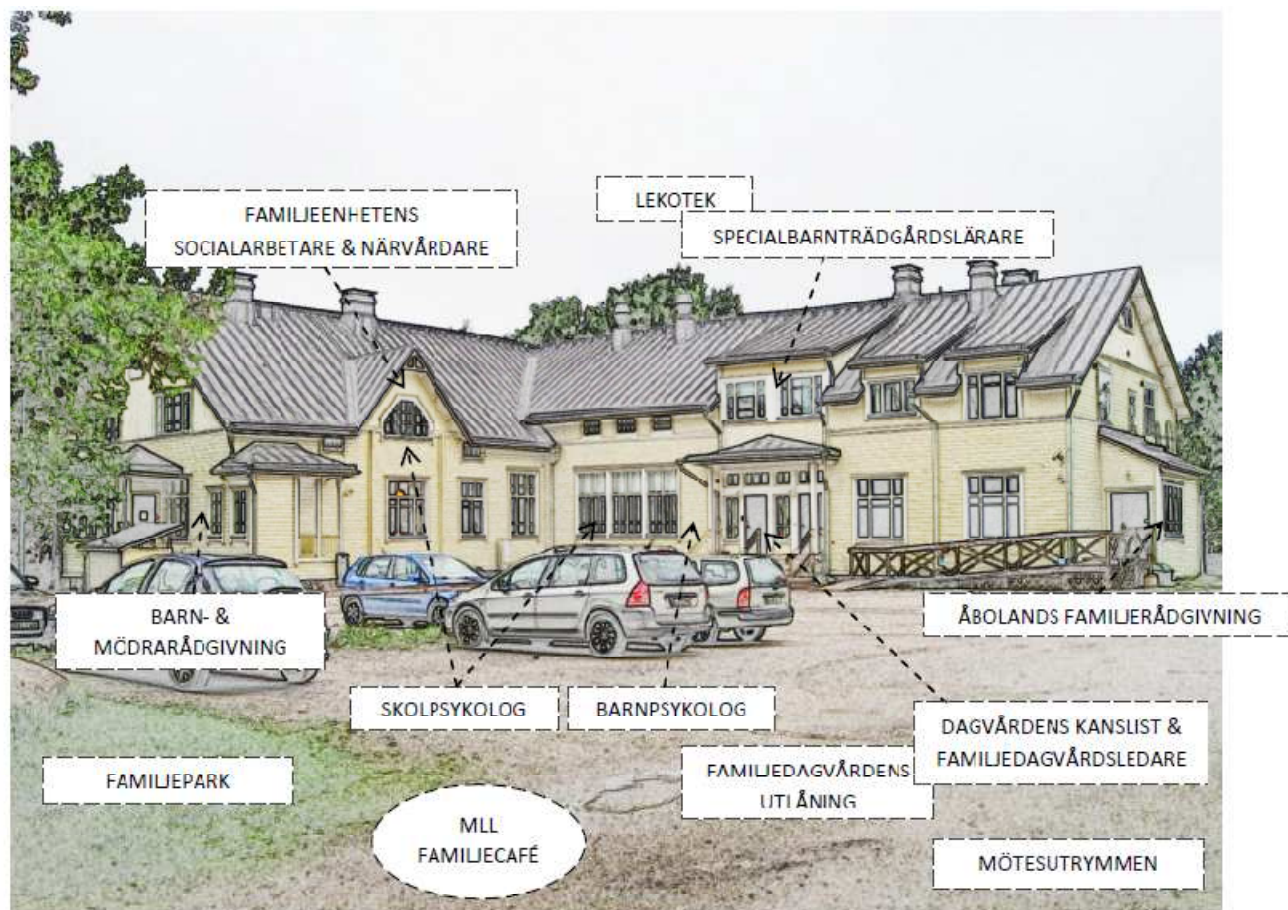 LEKOTEK
FAMILJEENHETENS
SOCIALARBETARE & NÄRVÅRDARE
SPECIALBARNTRÄDGÅRDSLÄRARE
BARN- &
MÖDRARÅDGIVNING
ÅBOLANDS FAMILJERÅDGIVNING
SKOLPSYKOLOG
BARNPSYKOLOG
DAGVÅRDENS KANSLIST &
FAMILJEDAGVÅRDSLEDARE
FAMILJEPARK
FAMILJEDAGVÅRDENS
UTLÅNING
MLL
FAMILJECAFÉ
MÖTESUTRYMMEN